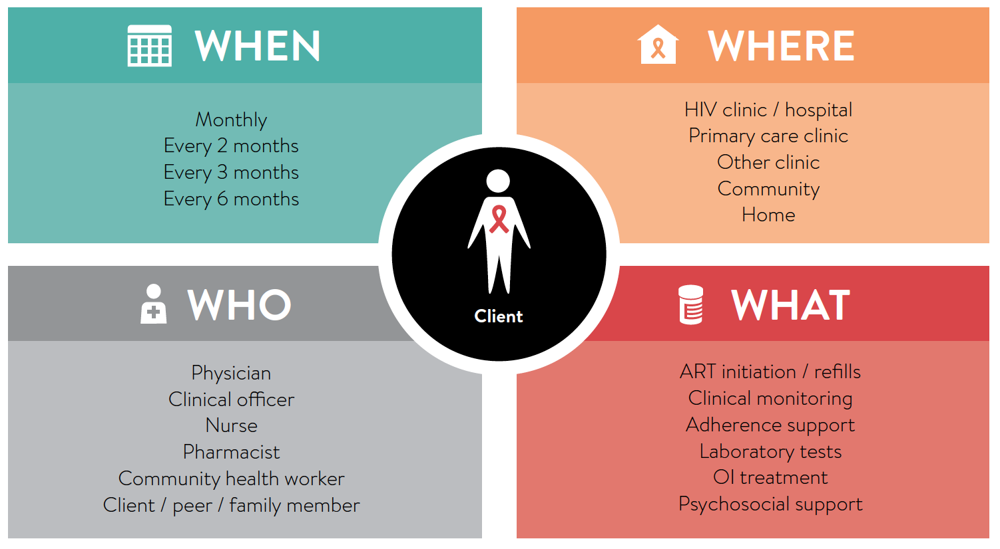 WHEN
Monthly
Every 2 months
Every 3 months
Every 6 months
WHERE
HIV clinic / hospital
Primary care clinic
Other clinic
Community
Home
Client
WHO
Physician
Clinical officer
Nurse
Pharmacist
Community health worker
Client / peer / family member
WHAT
ART initiation / refills
Clinical monitoring
Adherence support
Laboratory tests
OI treatment
Psychosocial support